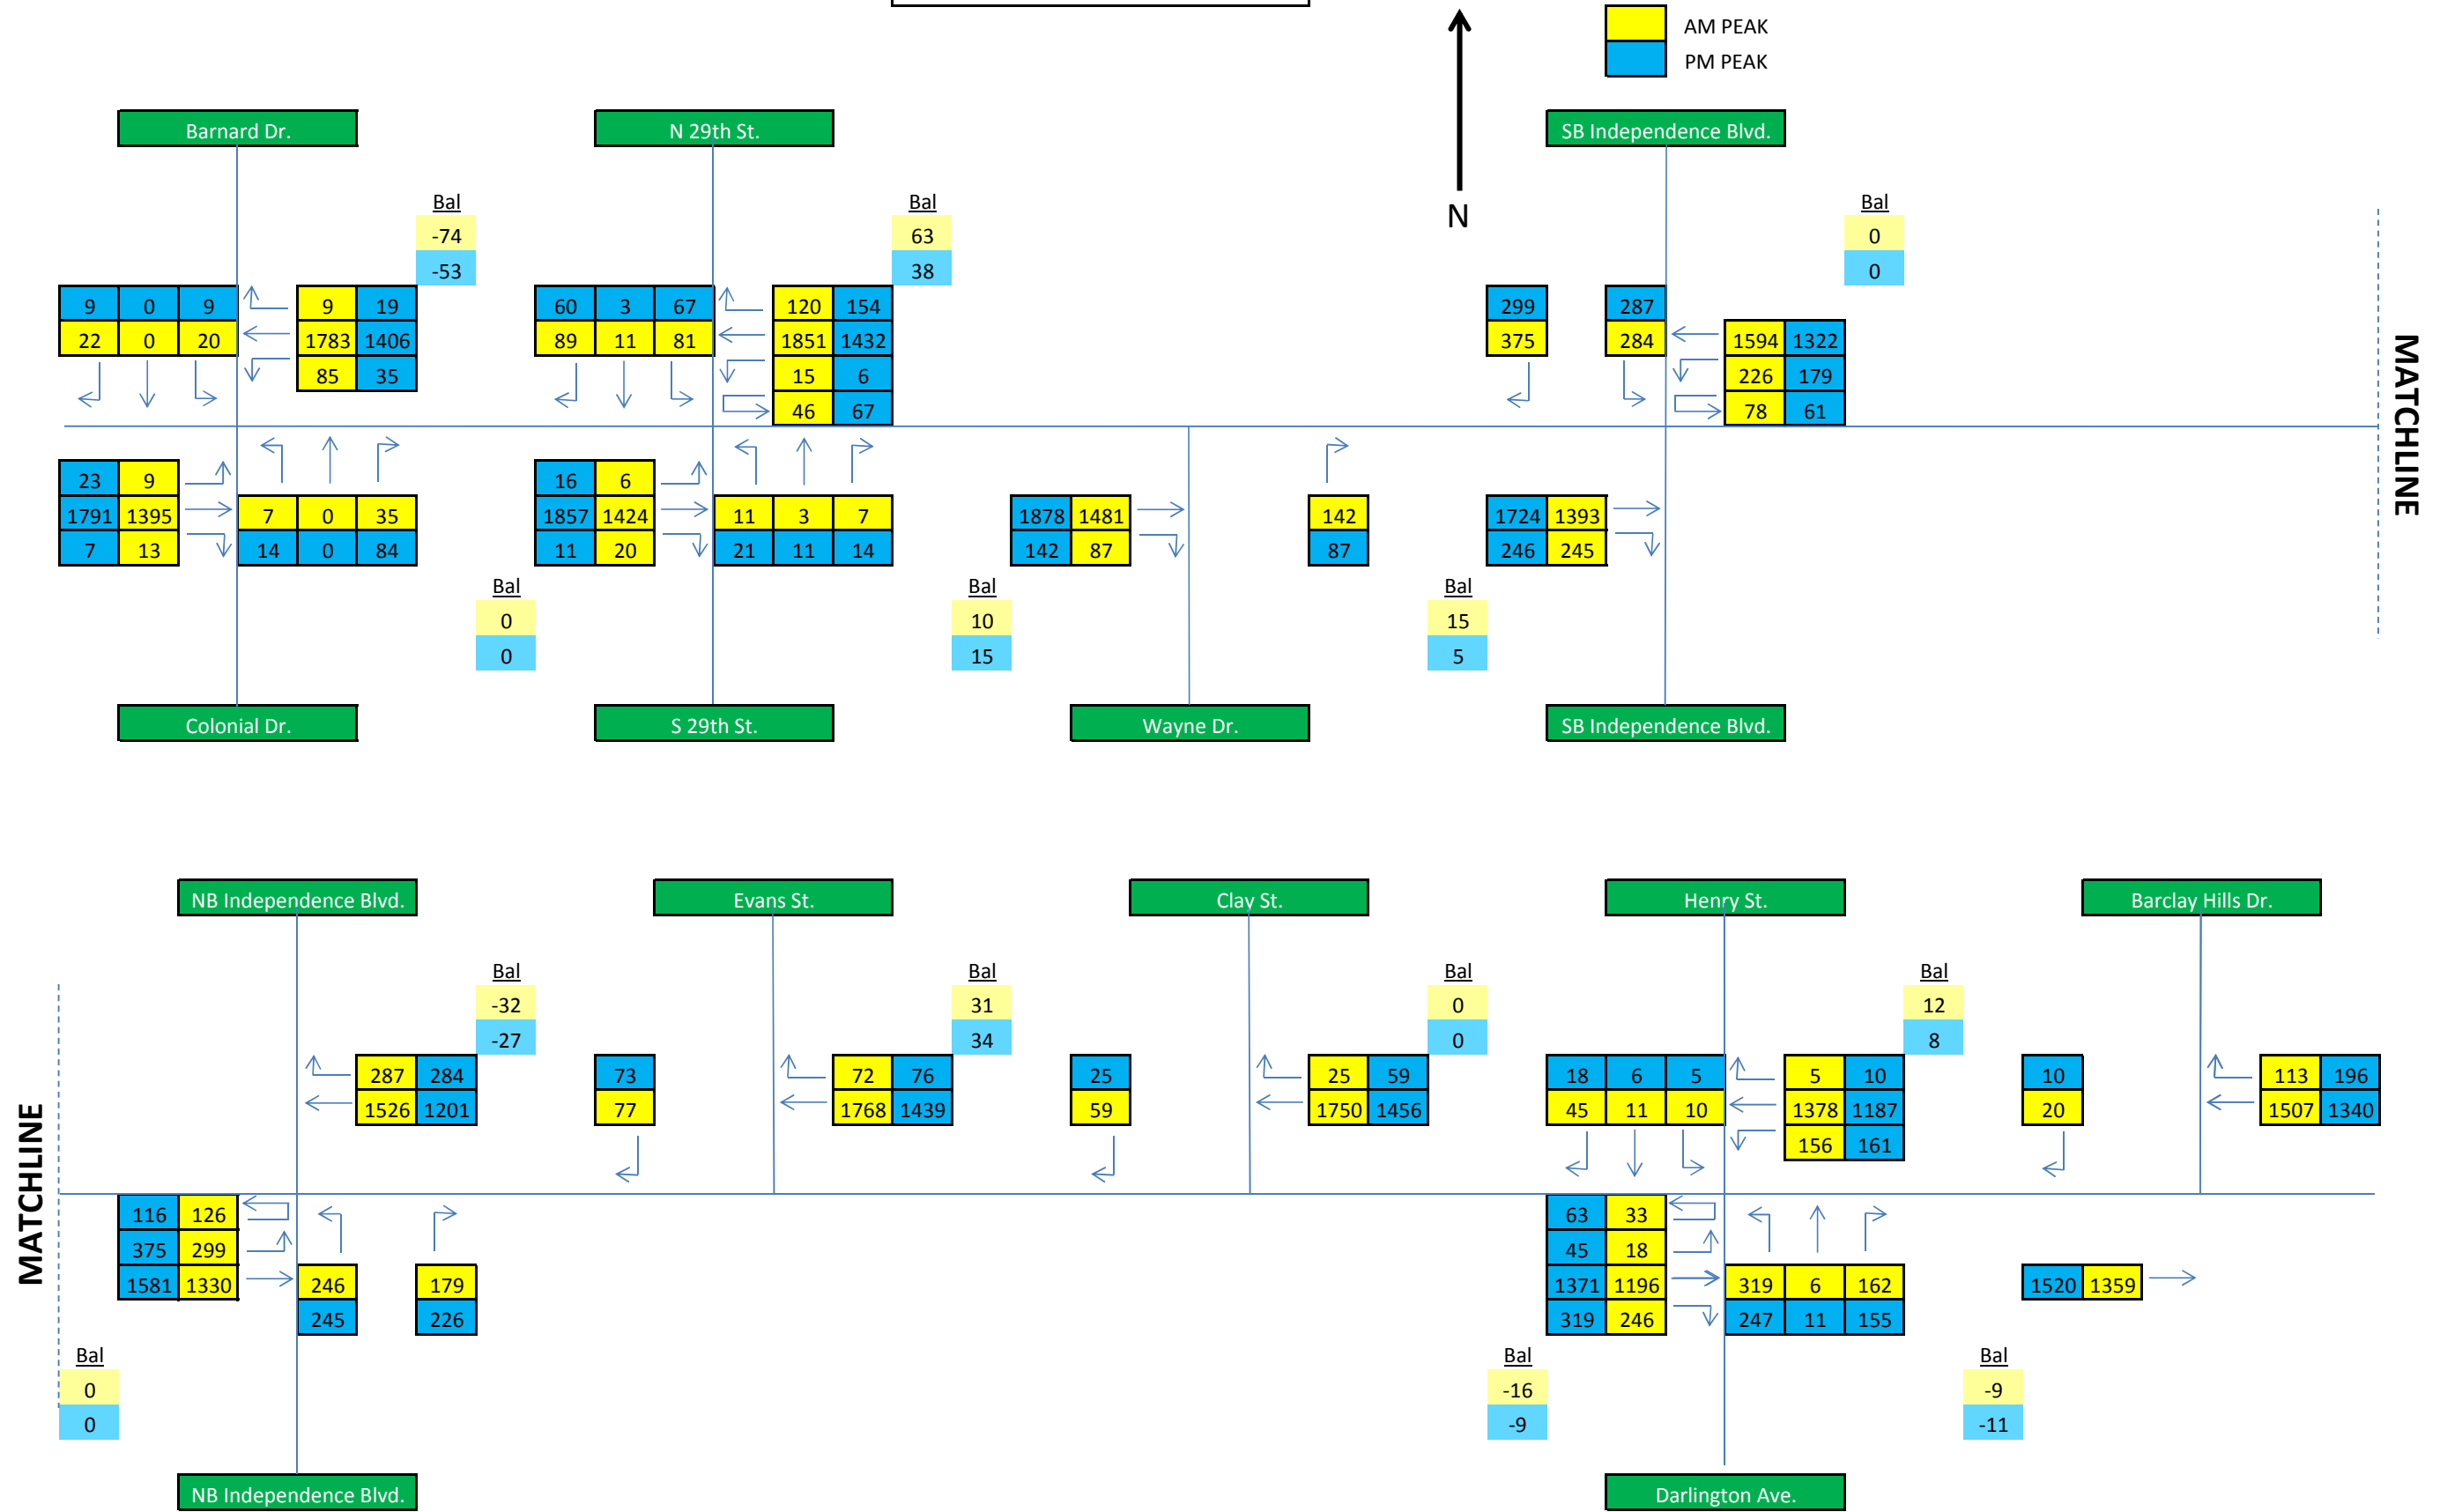 AM PEAK
PM PEAK
N
Barnard Dr.
N 29th St.
SB Independence Blvd.
Bal
-74
-53
Bal
63
38
Bal
0
0
9 0 9
22 0 20
9 19
1783 1406
85 35
60 3 67
89 11 81
120 154
1851 1432
15 6
46 67
299
375
287
284
1594 1322
226 179
78 61
MATCHLINE
23 9
1791 1395
7 13
7 0 35
14 0 84
16 6
1857 1424
11 20
11 3 7
21 11 14
1878 1481
142 87
142
87
1724 1393
246 245
Bal
0
0
Bal
10
15
Bal
15
5
Colonial Dr.
S 29th St.
Wayne Dr.
SB Independence Blvd.
NB Independence Blvd.
Evans St.
Clay St.
Henry St.
Barclay Hills Dr.
Bal
-32
-27
Bal
31
34
Bal
0
0
Bal
12
8
287 284
1526 1201
73
77
72 76
1768 1439
25
59
25 59
1750 1456
18 6 5
45 11 10
5 10
1378 1187
156 161
10
20
113 196
1507 1340
MATCHLINE
116 126
375 299
1581 1330
246
245
179
226
63 33
45 18
1371 1196
319 246
319 6 162
247 11 155
1520 1359
Bal
0
0
Bal
-16
-9
Bal
-9
-11
NB Independence Blvd.
Darlington Ave.